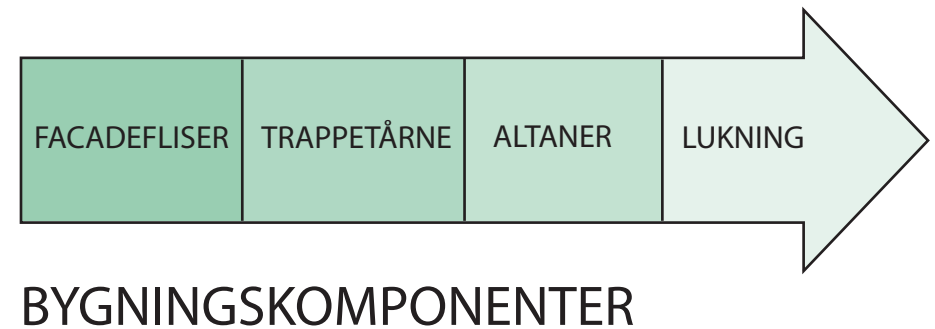 FACADEFLISER TRAPPETÅRNE ALTANER LUKNING
BYGNINGSKOMPONENTER